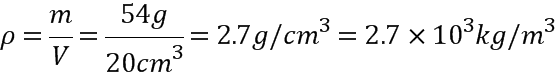 ρ = m/V = 54g/20cm³ = 2.7g/cm³ = 2.7 × 10³kg/m³